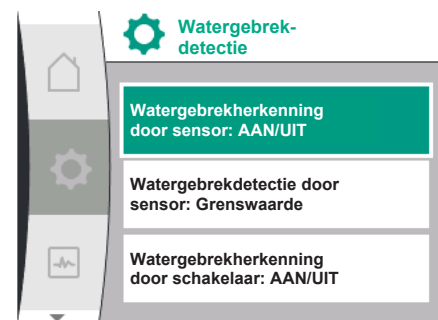 Watergebrek-
detectie
Watergebrekherkenning
door sensor: AAN/UIT
Watergebrekdetectie door
sensor: Grenswaarde
Watergebrekherkenning
door schakelaar: AAN/UIT